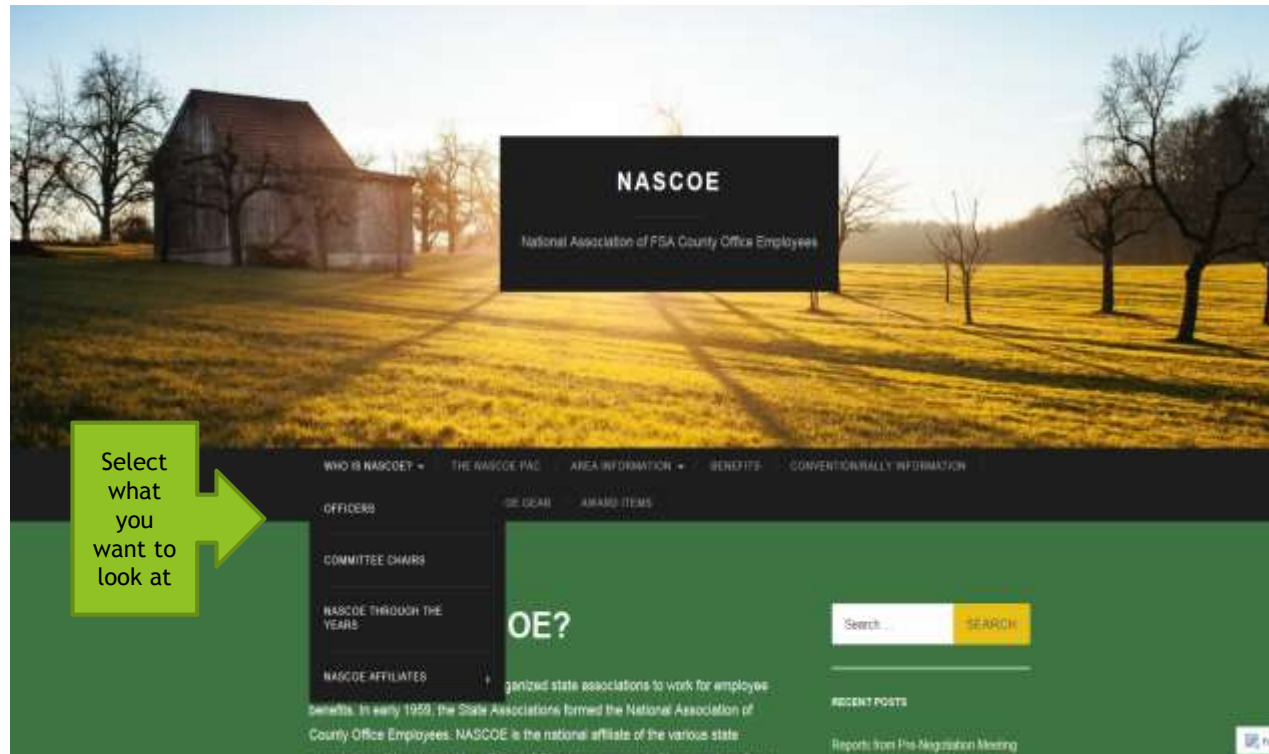 NASCOE
National Association of FSA County Office Employees
Select
what
you
want to
look at
WHO IS NASCOE? THE NASCOE PAC AREA INFORMATION BENEFITS CONVENTION/RALLY INFORMATION
GEAR AWARD ITEMS
OFFICERS
COMMITTEE CHAIRS
NASCOE THROUGH THE
YEARS
NASCOE AFFILIATES
OE?
ganized state associations to work for employee
benefits. In early 1959, the State Associations formed the National Association of
County Office Employees. NASCOE is the national affiliate of the various state
Search ...
SEARCH
RECENT POSTS
Reports from Pre-Negotiation Meeting